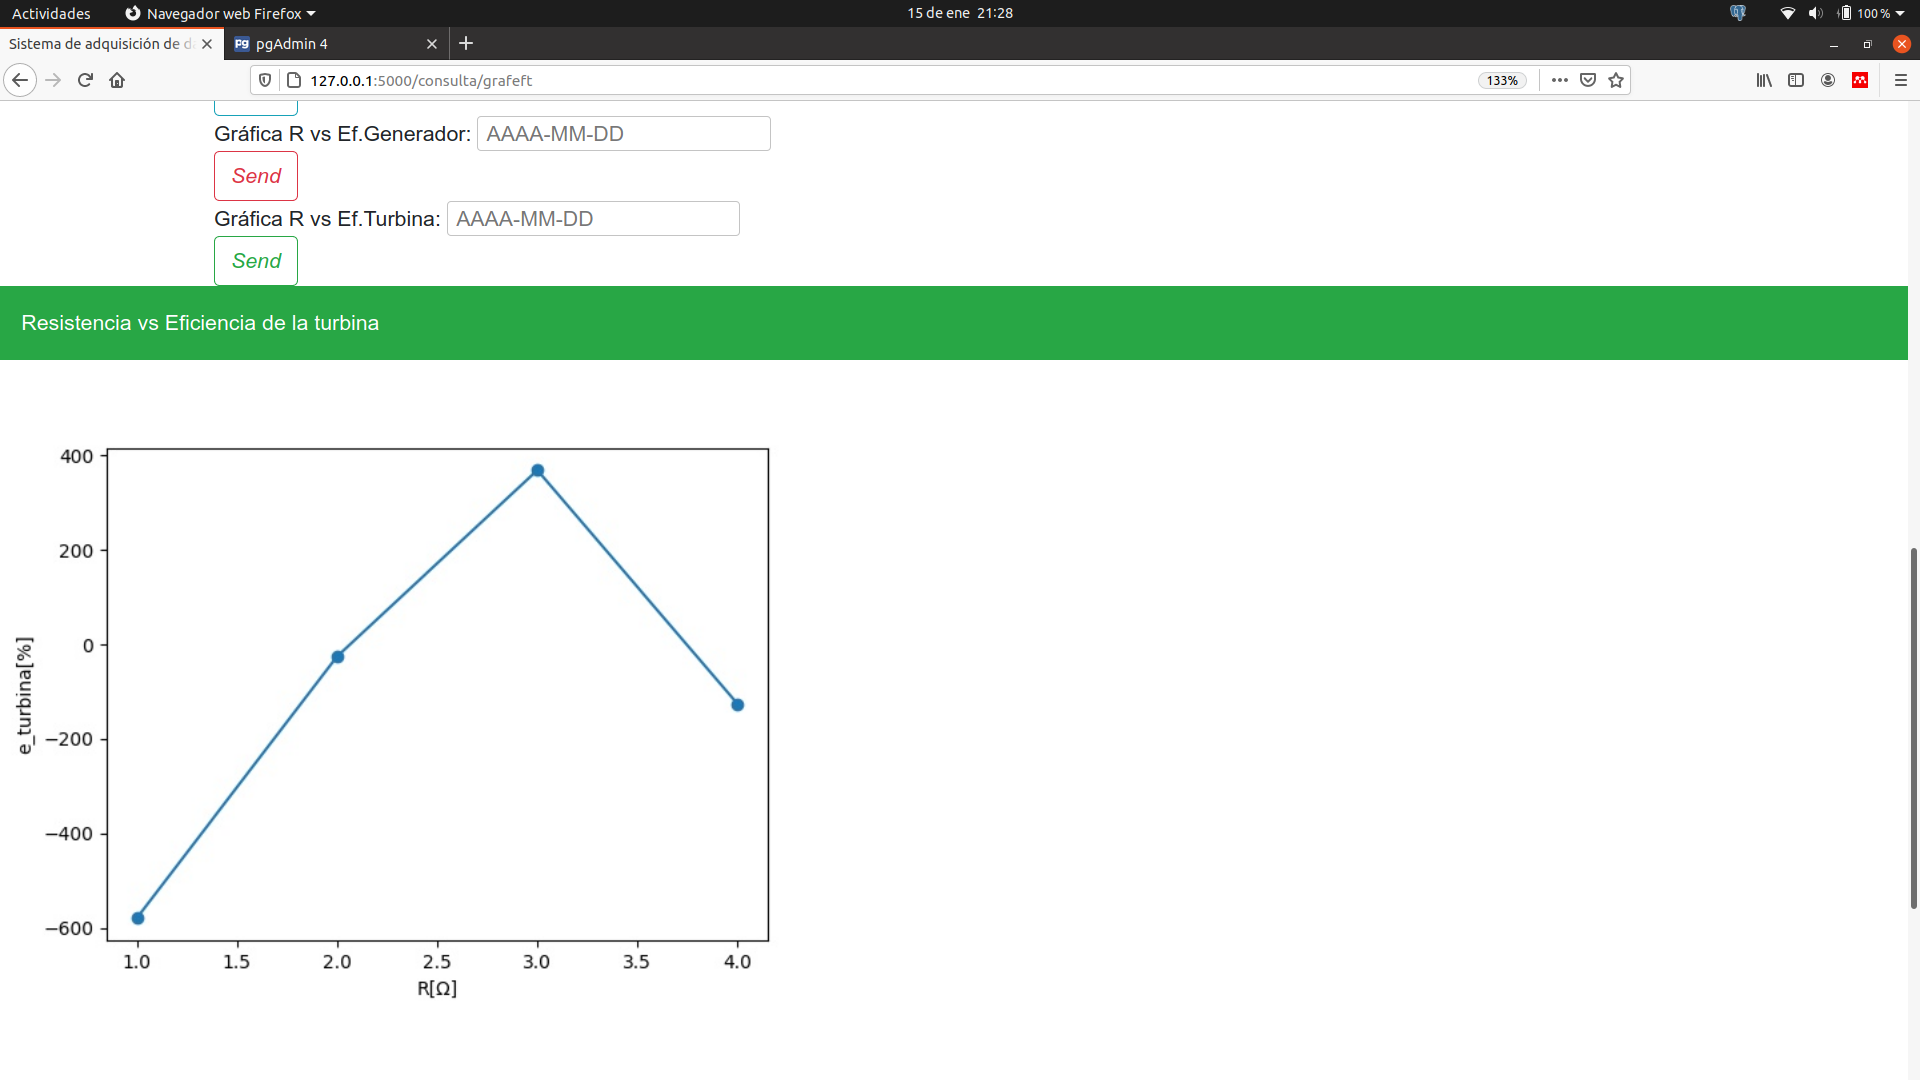 Actividades Navegador web Firefox 15 de ene 21:28 100 %
Sistema de adquisición de d pgAdmin 4
127.0.0.1:5000/consulta/grafeft 133%
Gráfica R vs Ef.Generador: AAAA-MM-DD
Send
Gráfica R vs Ef.Turbina: AAAA-MM-DD
Send
Resistencia vs Eficiencia de la turbina
400
200
0
−200
−400
−600
e_turbina[%]
1.0 1.5 2.0 2.5 3.0 3.5 4.0
R[Ω]